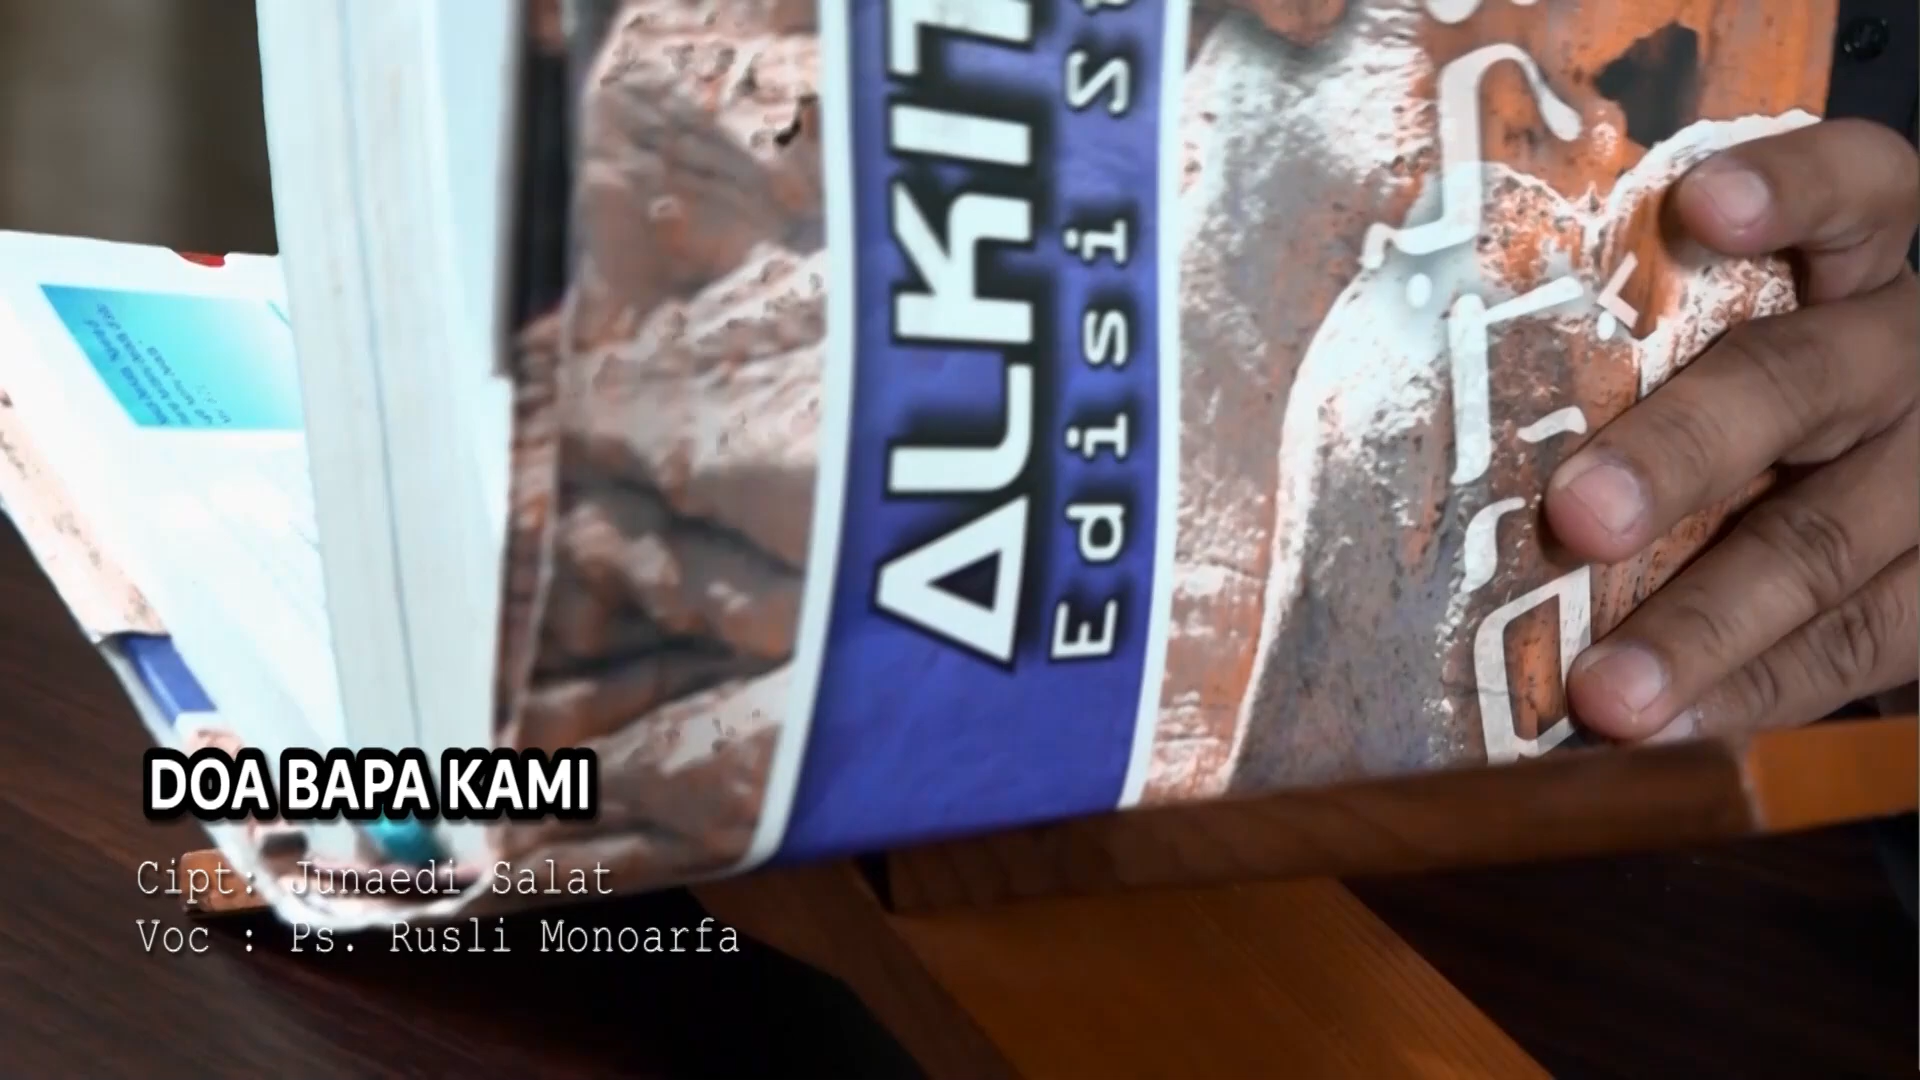 ALKIT
Edisi
DOA BAPA KAMI
Cipt: Junaedi Salat
Voc : Ps. Rusli Monoarfa